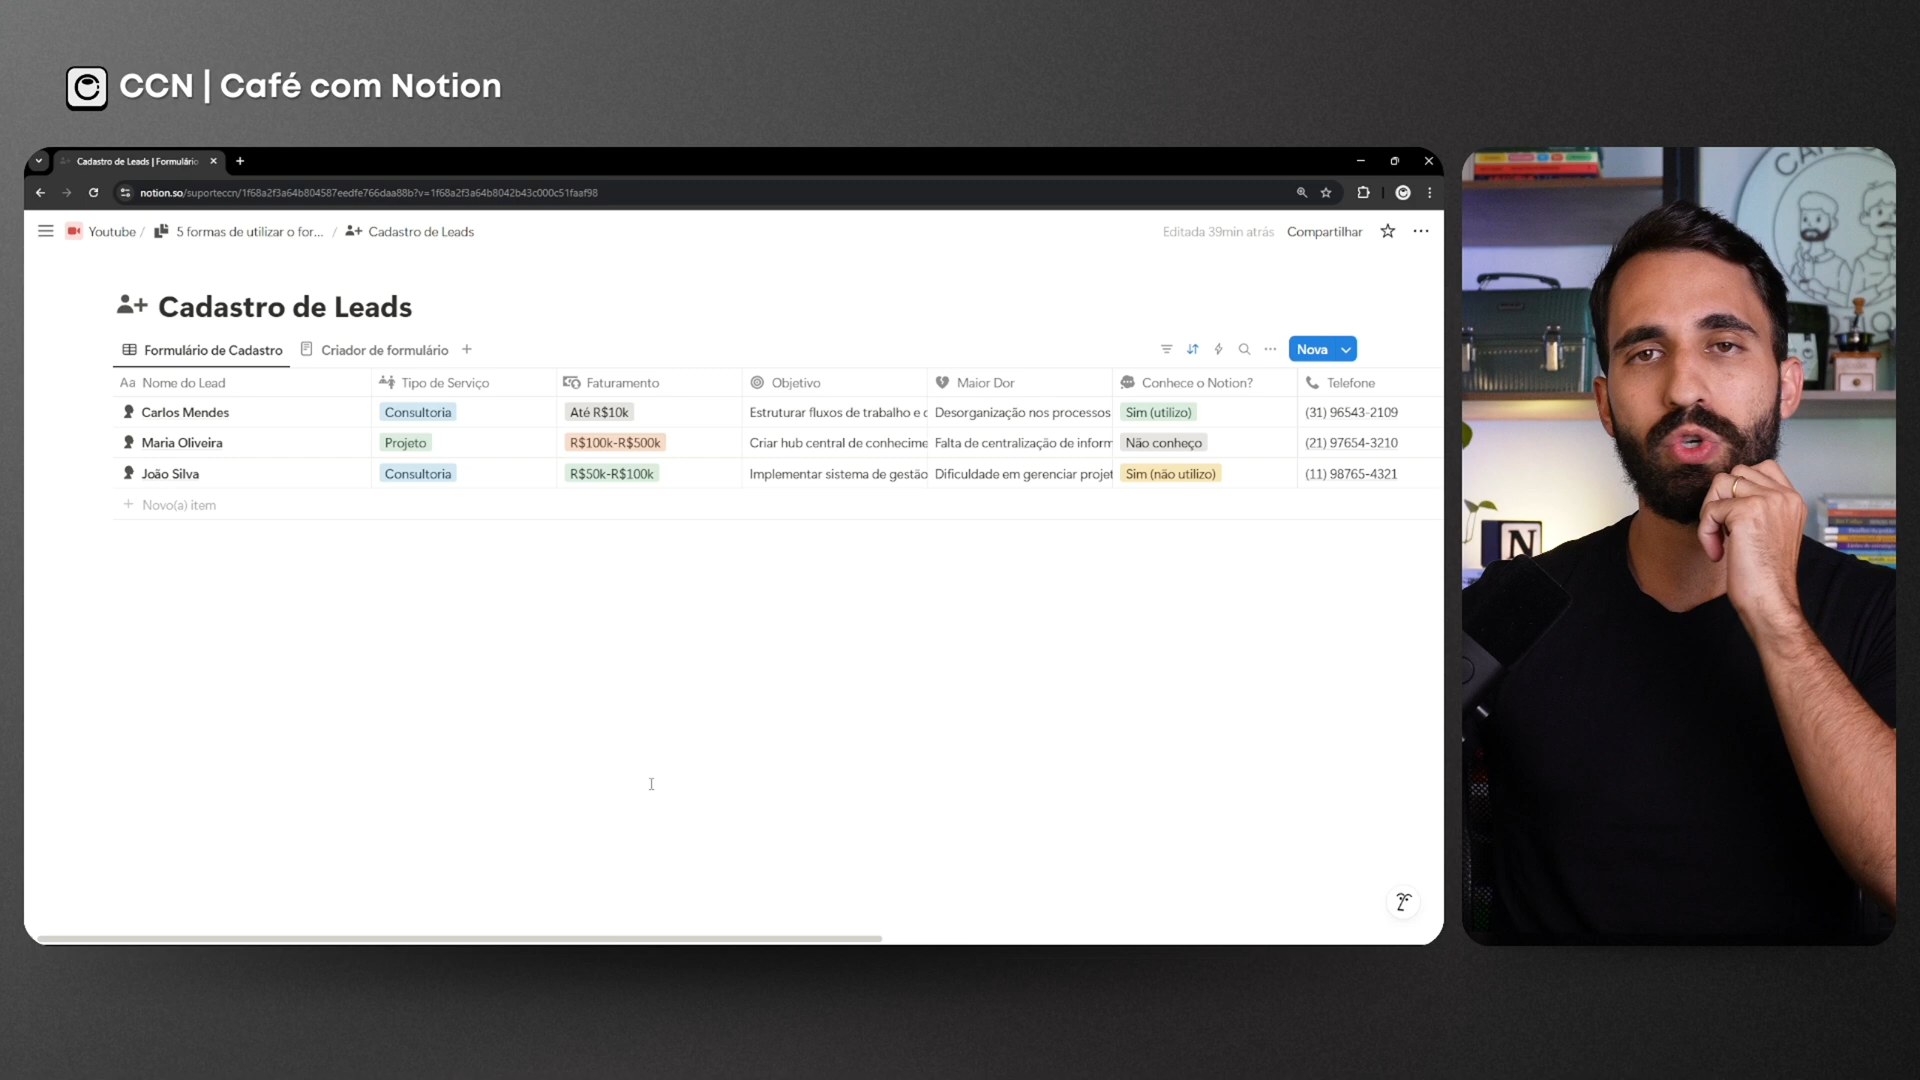 CCN | Café com Notion
Cadastro de Leads | Formulário
notion.so/suporteccn/1f68a2f3a64b804587eedfe766daa88b?v=1f68a2f3a64b8042b43c000c51faaf98
Youtube / 5 formas de utilizar o for... / Cadastro de Leads
Editada 39min atrás Compartilhar
Cadastro de Leads
Formulário de Cadastro Criador de formulário
Nova
Aa Nome do Lead Tipo de Serviço Faturamento Objetivo Maior Dor Conhece o Notion? Telefone
Carlos Mendes Consultoria Até R$10k Estruturar fluxos de trabalho e Desorganização nos processos Sim (utilizo) (31) 96543-2109
Maria Oliveira Projeto R$100k-R$500k Criar hub central de conhecime Falta de centralização de inform Não conheço (21) 97654-3210
João Silva Consultoria R$50k-R$100k Implementar sistema de gestão Dificuldade em gerenciar projet Sim (não utilizo) (11) 98765-4321
Novo(a) item
N